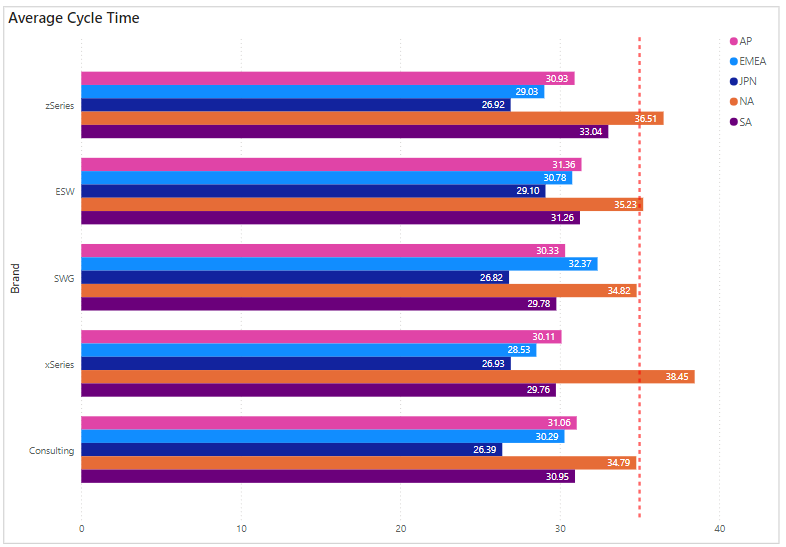 Average Cycle Time
AP
EMEA
JPN
NA
SA
Brand
zSeries
30.93
29.03
26.92
36.51
33.04
ESW
31.36
30.78
29.10
35.23
31.26
SWG
30.33
32.37
26.82
34.82
29.78
xSeries
30.11
28.53
26.93
38.45
29.76
Consulting
31.06
30.29
26.39
34.79
30.95
0 10 20 30 40